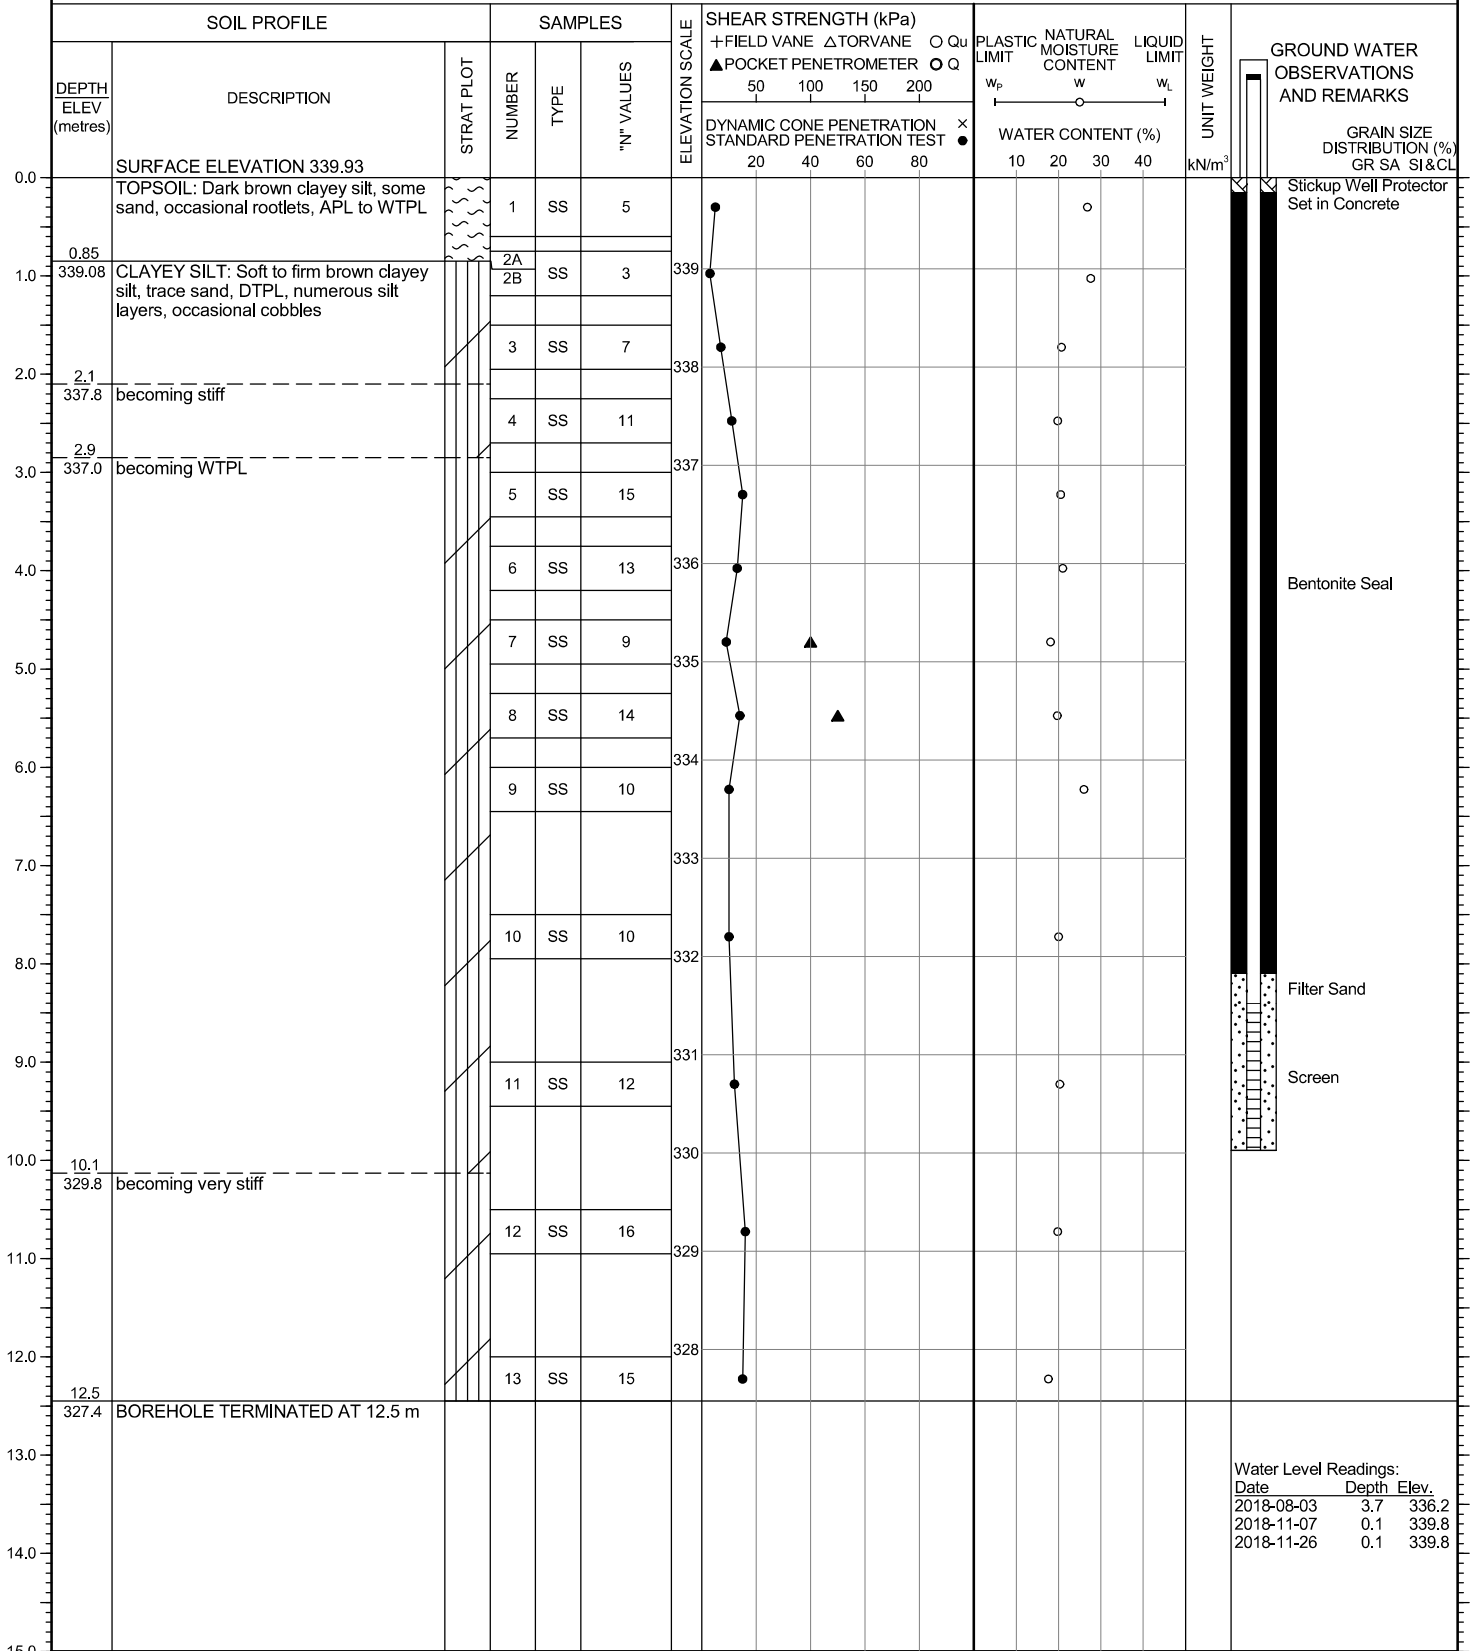 SOIL PROFILE
SAMPLES
DEPTH
ELEV
(metres)
DESCRIPTION
STRAT PLOT
NUMBER
TYPE
"N" VALUES
ELEVATION SCALE
SHEAR STRENGTH (kPa)
+FIELD VANE △TORVANE ○ Qu
▲POCKET PENETROMETER ○ Q
50 100 150 200
DYNAMIC CONE PENETRATION ×
STANDARD PENETRATION TEST ●
20 40 60 80
PLASTIC LIMIT
NATURAL MOISTURE CONTENT
LIQUID LIMIT
WP W WL
WATER CONTENT (%)
10 20 30 40
UNIT WEIGHT
kN/m³
GROUND WATER
OBSERVATIONS
AND REMARKS
GRAIN SIZE
DISTRIBUTION (%)
GR SA SI&CL
SURFACE ELEVATION 339.93
0.0
TOPSOIL: Dark brown clayey silt, some
sand, occasional rootlets, APL to WTPL
1 SS 5
Stickup Well Protector
Set in Concrete
0.85
339.08
CLAYEY SILT: Soft to firm brown clayey
silt, trace sand, DTPL, numerous silt
layers, occasional cobbles
1.0
2A
2B
SS 3
339
3 SS 7
338
2.0
2.1
337.8
becoming stiff
4 SS 11
2.9
337.0
becoming WTPL
337
3.0
5 SS 15
336
4.0
6 SS 13
Bentonite Seal
7 SS 9
335
5.0
8 SS 14
334
6.0
9 SS 10
333
7.0
10 SS 10
332
8.0
Filter Sand
331
9.0
11 SS 12
Screen
330
10.0
10.1
329.8
becoming very stiff
12 SS 16
329
11.0
328
12.0
13 SS 15
12.5
327.4
BOREHOLE TERMINATED AT 12.5 m
13.0
Water Level Readings:
Date Depth Elev.
2018-08-03 3.7 336.2
2018-11-07 0.1 339.8
2018-11-26 0.1 339.8
14.0
15.0